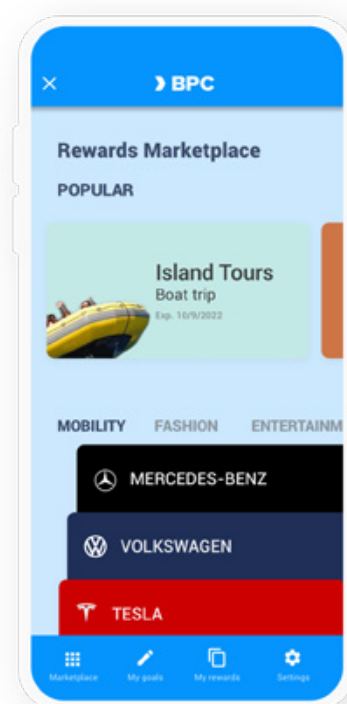 BPC
Rewards Marketplace
POPULAR
Island Tours
Boat trip
Exp. 10/9/2022
MOBILITY FASHION ENTERTAINM
MERCEDES-BENZ
VOLKSWAGEN
TESLA
Marketplace My goals My rewards Settings